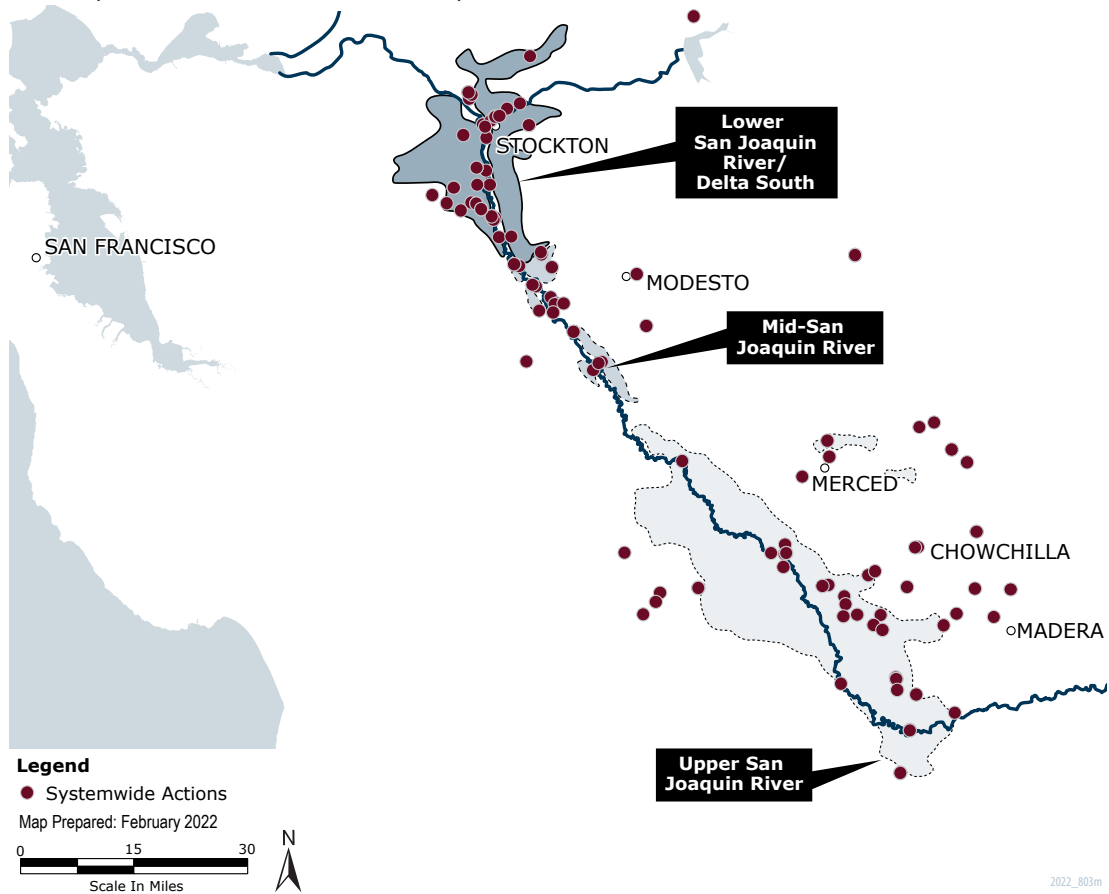 STOCKTON
Lower
San Joaquin
River/
Delta South
SAN FRANCISCO
MODESTO
Mid-San
Joaquin River
MERCED
CHOWCHILLA
MADERA
Upper San
Joaquin River
Legend
Systemwide Actions
Map Prepared: February 2022
0 15 30
Scale In Miles
N
2022_803m